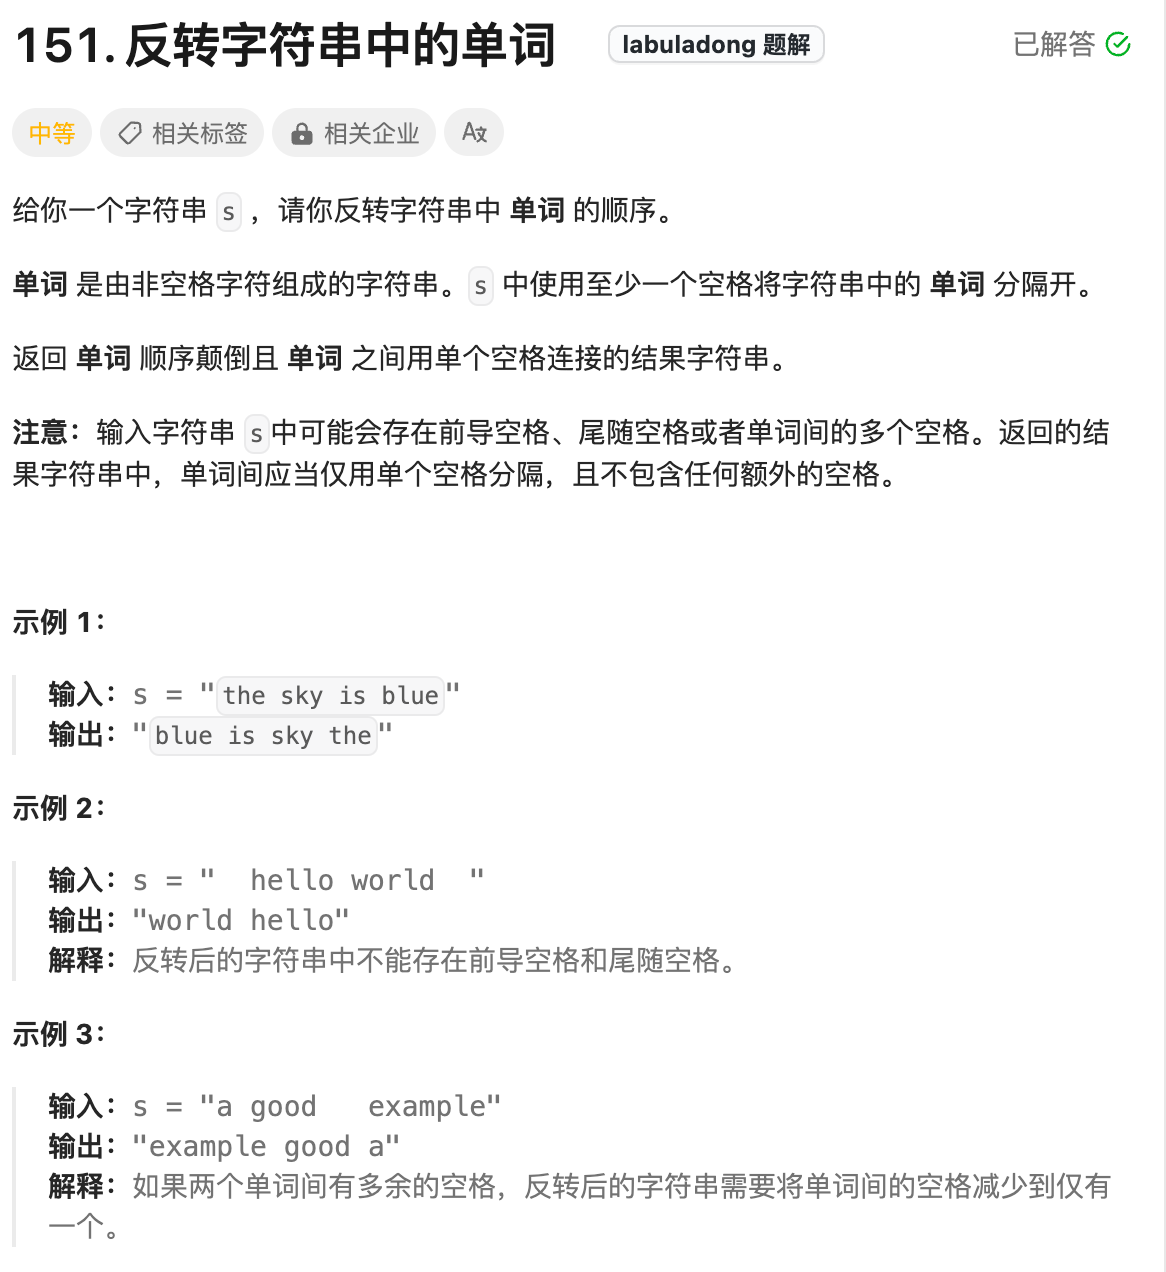 151. 反转字符串中的单词
labuladong 题解
已解答
中等
相关标签
相关企业
给你一个字符串 s ，请你反转字符串中 单词 的顺序。
单词 是由非空格字符组成的字符串。s 中使用至少一个空格将字符串中的 单词 分隔开。
返回 单词 顺序颠倒且 单词 之间用单个空格连接的结果字符串。
注意：输入字符串 s中可能会存在前导空格、尾随空格或者单词间的多个空格。返回的结
果字符串中，单词间应当仅用单个空格分隔，且不包含任何额外的空格。
示例 1：
输入：s = "the sky is blue"
输出："blue is sky the"
示例 2：
输入：s = "  hello world  "
输出："world hello"
解释：反转后的字符串中不能存在前导空格和尾随空格。
示例 3：
输入：s = "a good   example"
输出："example good a"
解释：如果两个单词间有多余的空格，反转后的字符串需要将单词间的空格减少到仅有
一个。